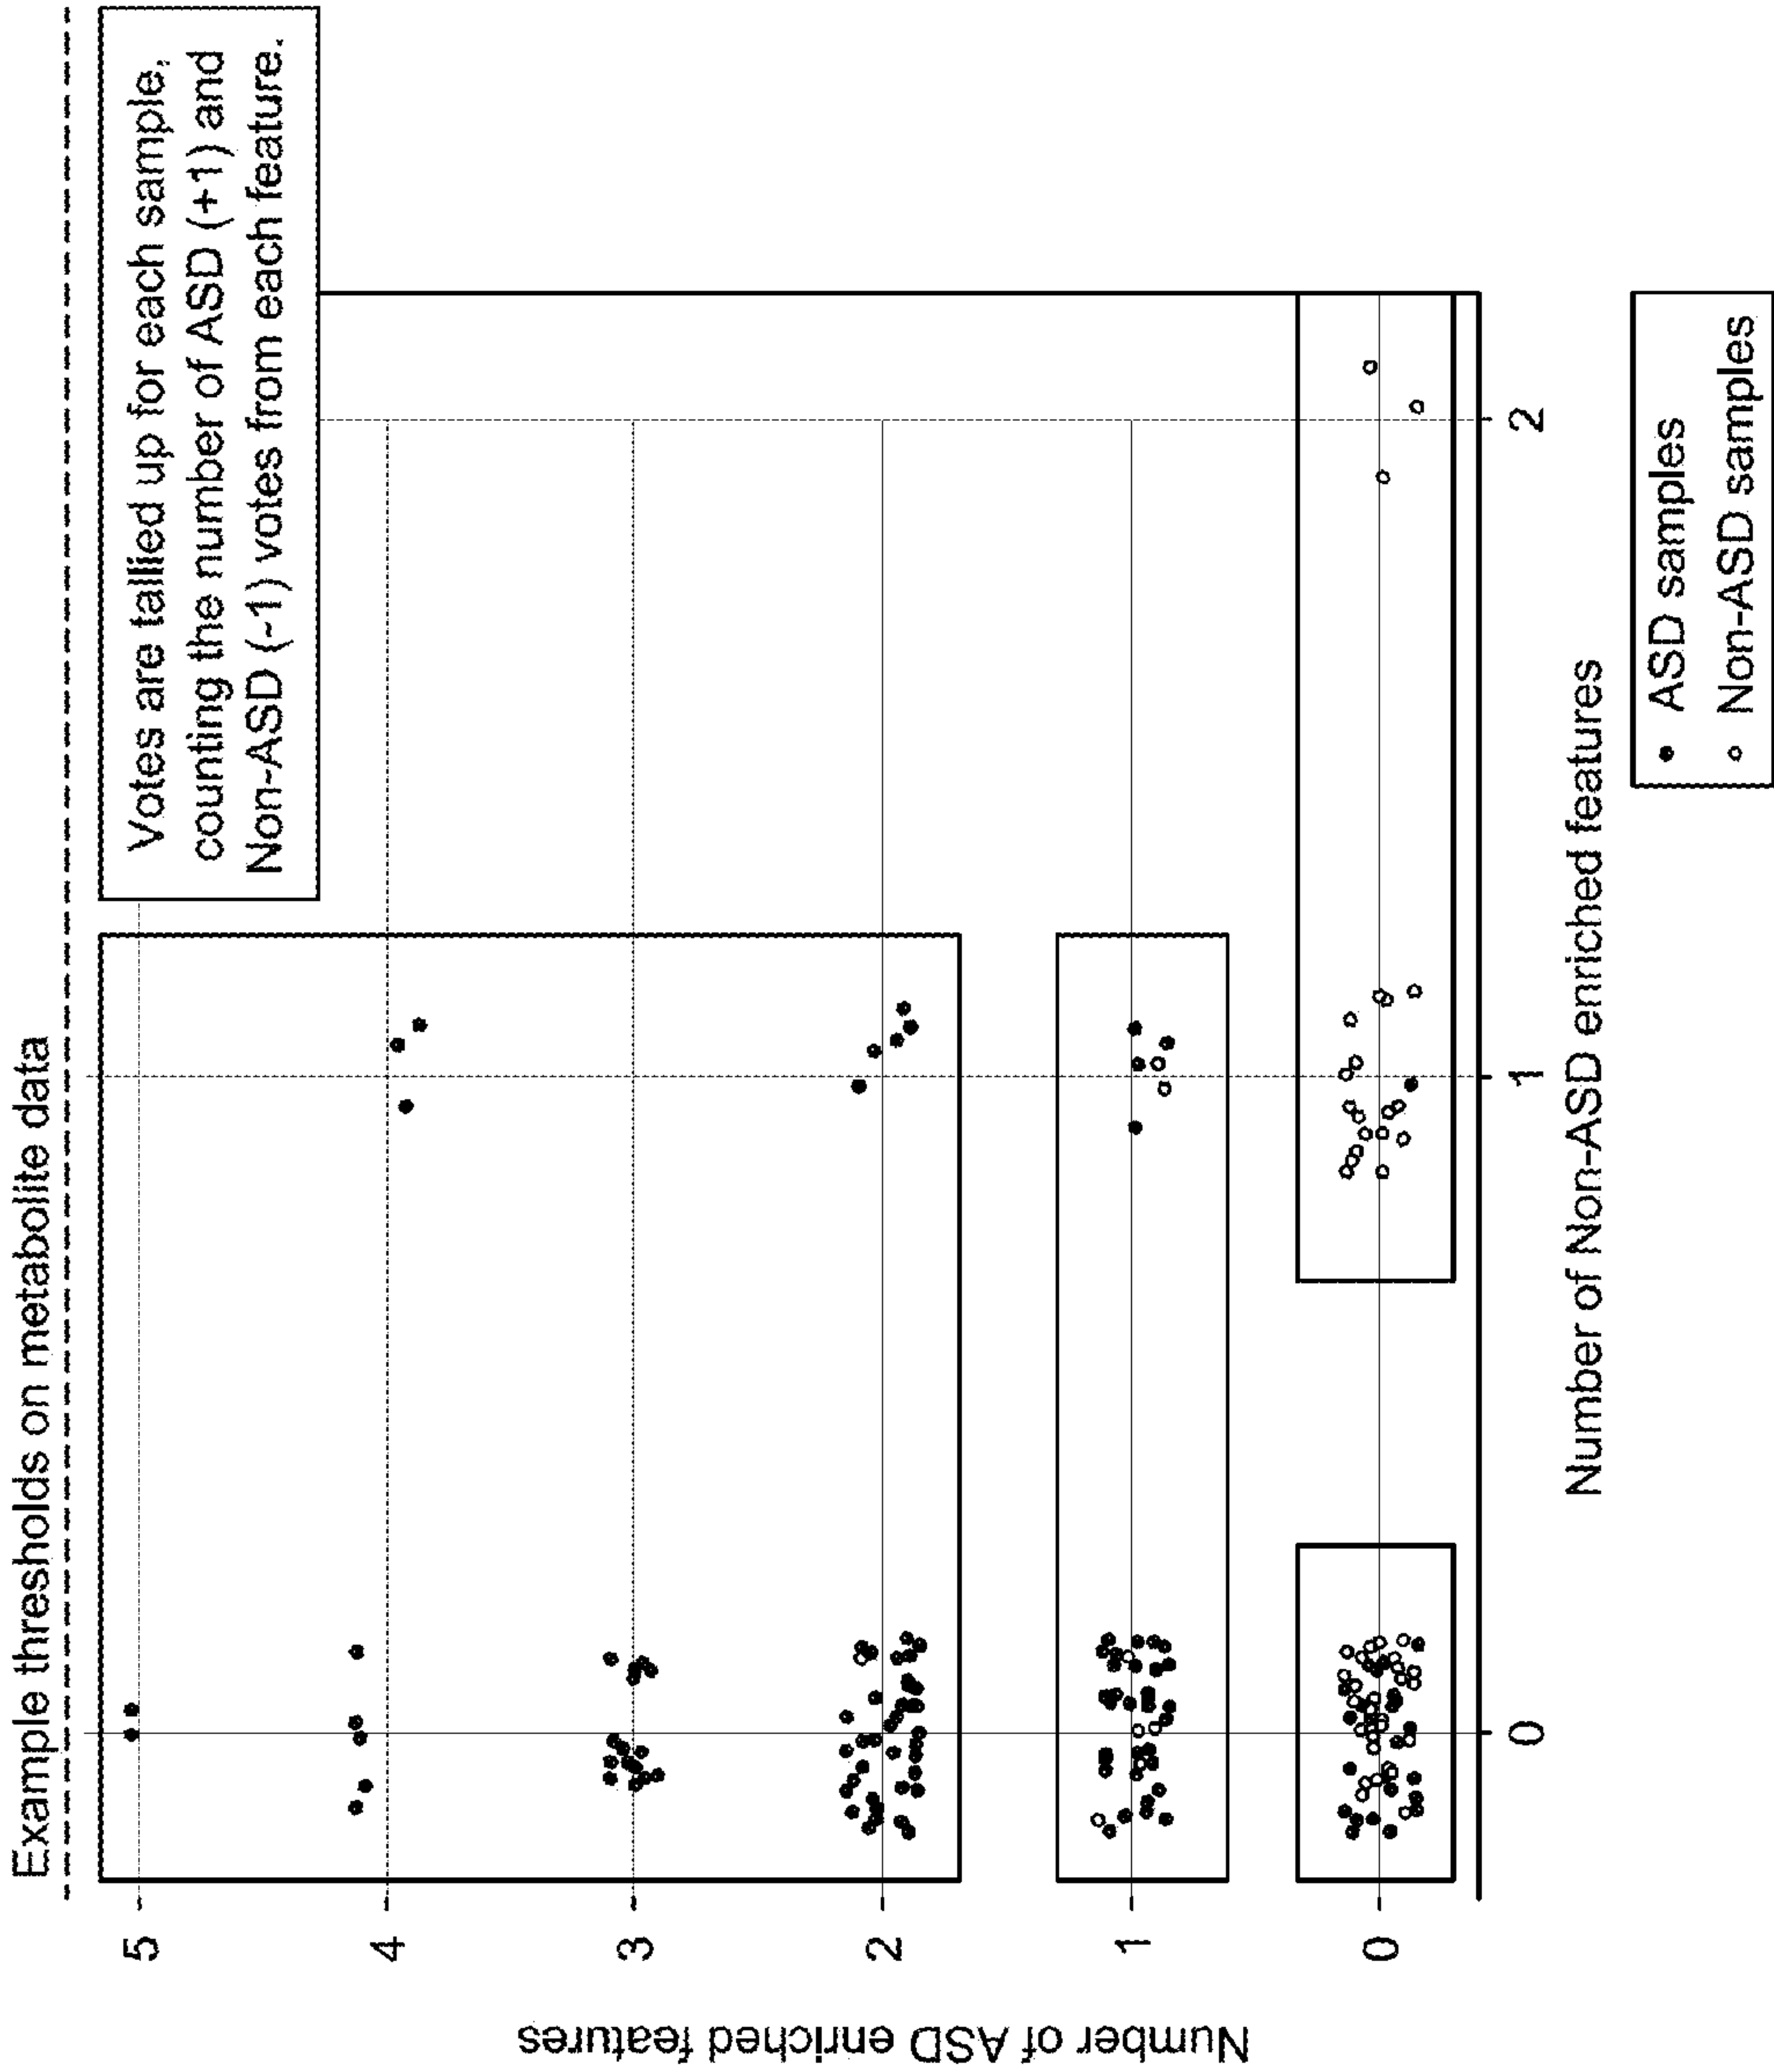 Example thresholds on metabolite data
Votes are tallied up for each sample,
counting the number of ASD (+1) and
Non-ASD (-1) votes from each feature.
Number of ASD enriched features
5
4
3
2
1
0
0
1
2
Number of Non-ASD enriched features
ASD samples
Non-ASD samples